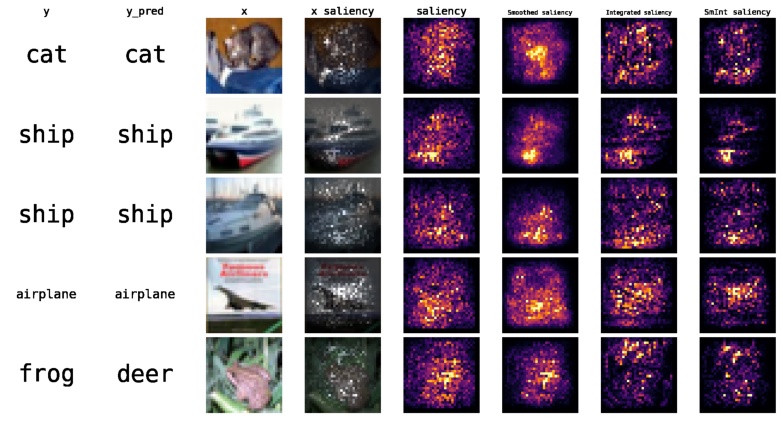 y y_pred x x saliency saliency Smoothed saliency Integrated saliency SmInt saliency
cat cat
ship ship
ship ship
airplane airplane
frog deer